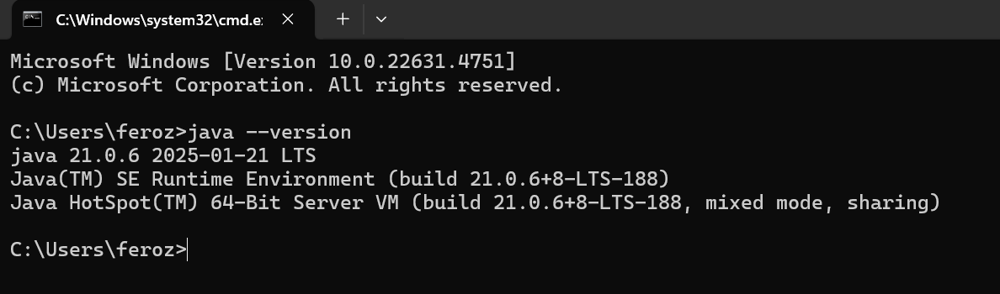 C:\Windows\system32\cmd.e
Microsoft Windows [Version 10.0.22631.4751]
(c) Microsoft Corporation. All rights reserved.
C:\Users\feroz>java --version
java 21.0.6 2025-01-21 LTS
Java(TM) SE Runtime Environment (build 21.0.6+8-LTS-188)
Java HotSpot(TM) 64-Bit Server VM (build 21.0.6+8-LTS-188, mixed mode, sharing)
C:\Users\feroz>